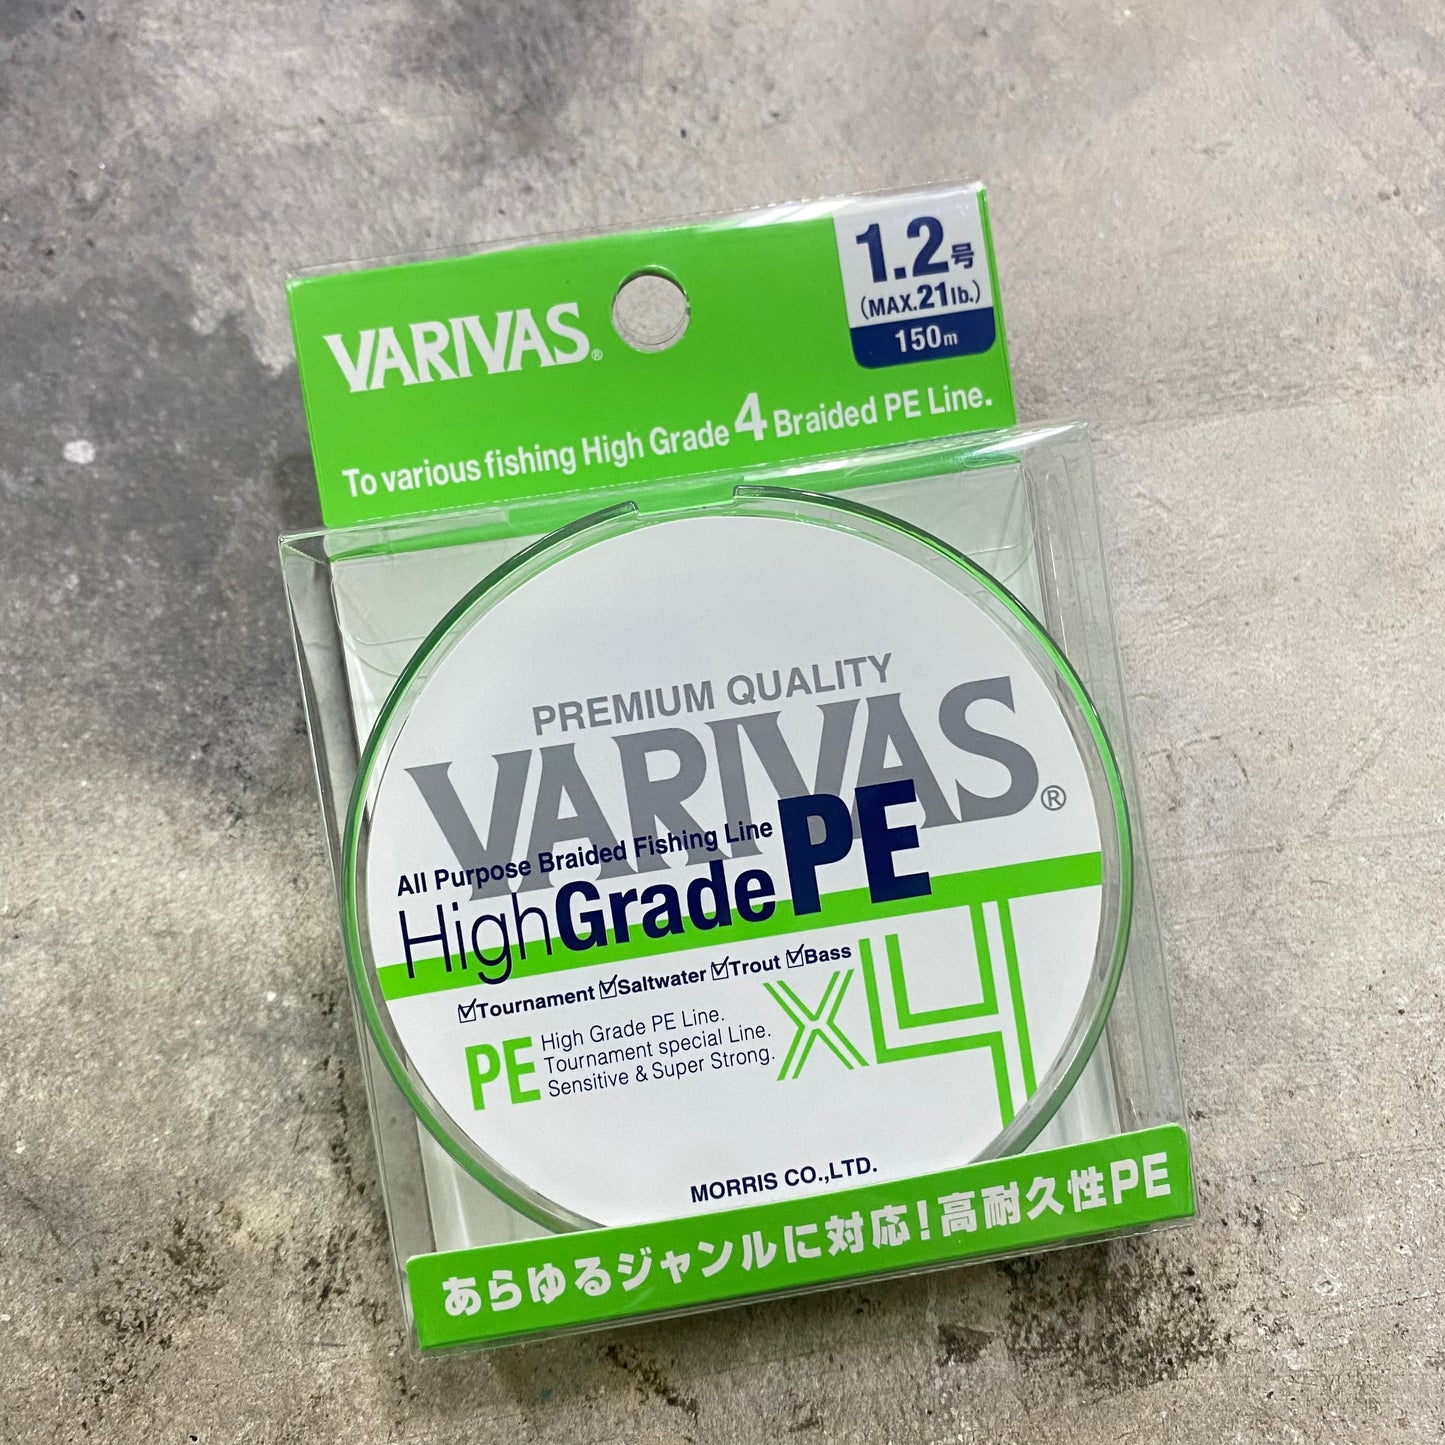 VARIVAS®
1.2号
(MAX.21lb.)
150m
To various fishing High Grade 4 Braided PE Line.
PREMIUM QUALITY
VARIVAS®
All Purpose Braided Fishing Line
HighGradePE
☑Tournament ☑Saltwater ☑Trout ☑Bass
X4
PE
High Grade PE Line.
Tournament special Line.
Sensitive & Super Strong.
MORRIS CO.,LTD.
あらゆるジャンルに対応！高耐久性PE